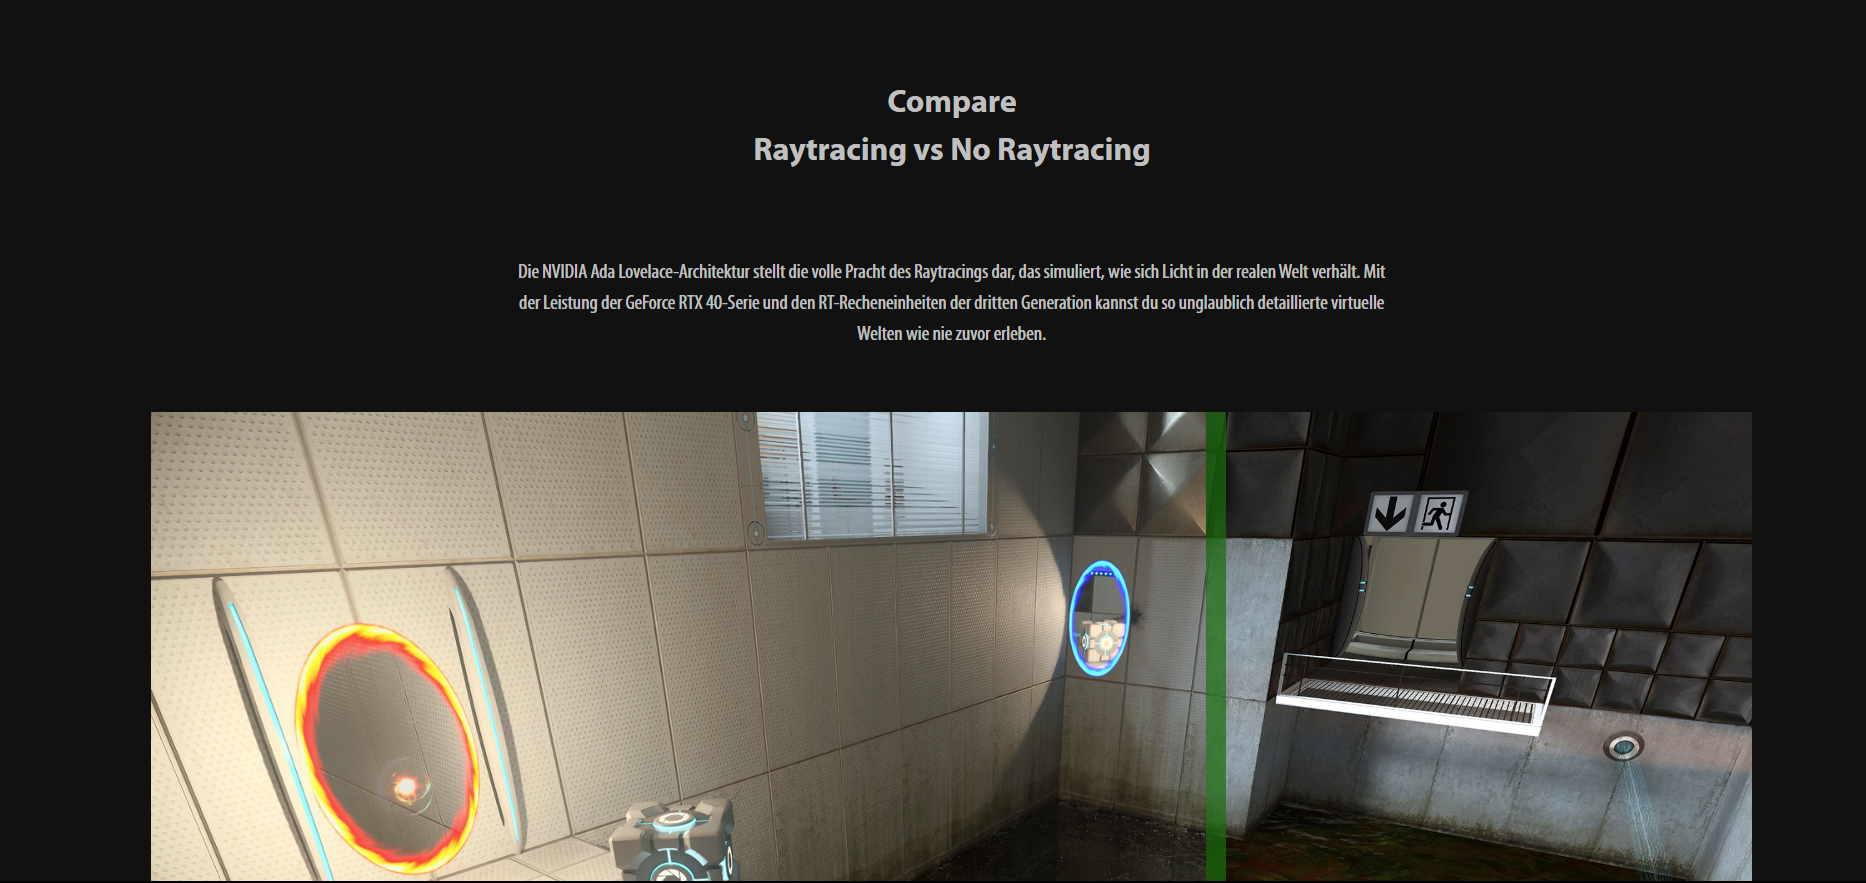 Compare
Raytracing vs No Raytracing
Die NVIDIA Ada Lovelace-Architektur stellt die volle Pracht des Raytracings dar, das simuliert, wie sich Licht in der realen Welt verhält. Mit
der Leistung der GeForce RTX 40-Serie und den RT-Recheneinheiten der dritten Generation kannst du so unglaublich detaillierte virtuelle
Welten wie nie zuvor erleben.